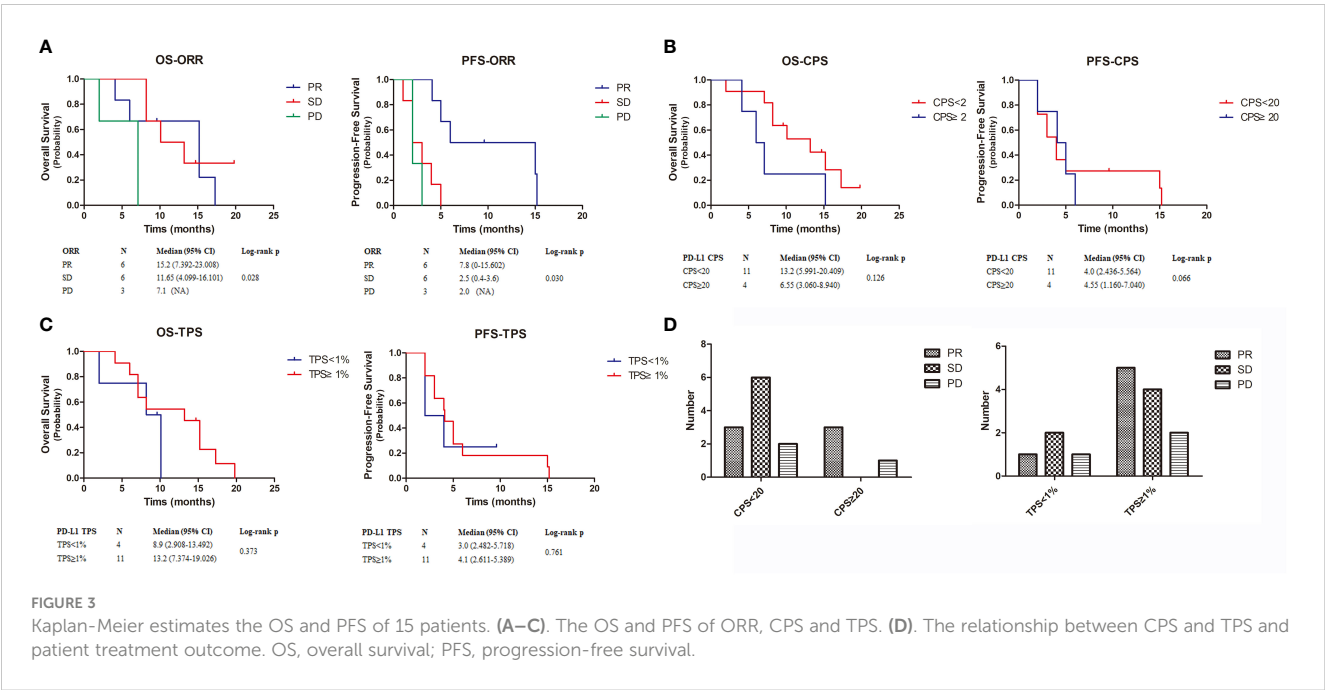 A
OS-ORR
1.0
0.8
0.6
0.4
0.2
0.0
0 5 10 15 20 25
Overall Survival
(Probability)
Tims (months)
PR
SD
PD
ORR N Median (95% CI) Log-rank p
PR 6 15.2 (7.392-23.008)
SD 6 11.65 (4.099-16.101) 0.028
PD 3 7.1 (NA)
PFS-ORR
1.0
0.8
0.6
0.4
0.2
0.0
0 5 10 15 20
Progression-Free Survival
(Probability)
Tims (months)
PR
SD
PD
ORR N Median (95% CI) Log-rank p
PR 6 7.8 (0-15.602)
SD 6 2.5 (0.4-3.6) 0.030
PD 3 2.0 (NA)
B
OS-CPS
1.0
0.8
0.6
0.4
0.2
0.0
0 5 10 15 20 25
Overall Survival
(Probability)
Time (months)
CPS<2
CPS≥ 2
PD-L1 CPS N Median (95% CI) Log-rank p
CPS<20 11 13.2 (5.991-20.409)
0.126
CPS≥20 4 6.55 (3.060-8.940)
PFS-CPS
1.0
0.8
0.6
0.4
0.2
0.0
0 5 10 15 20
Progression-Free Survial
(probability)
Time (months)
CPS<20
CPS≥ 20
PD-L1 CPS N Median (95% CI) Log-rank p
CPS<20 11 4.0 (2.436-5.564)
0.066
CPS≥20 4 4.55 (1.160-7.040)
C
OS-TPS
1.0
0.8
0.6
0.4
0.2
0.0
0 5 10 15 20 25
Overall Survival
(Probability)
Tims (months)
TPS<1%
TPS≥ 1%
PD-L1 TPS N Median (95% CI) Log-rank p
TPS<1% 4 8.9 (2.908-13.492)
0.373
TPS≥1% 11 13.2 (7.374-19.026)
PFS-TPS
1.0
0.8
0.6
0.4
0.2
0.0
0 5 10 15 20
Progression-Free Survival
(Probability)
Tims (months)
TPS<1%
TPS≥ 1%
PD-L1 TPS N Median (95% CI) Log-rank p
TPS<1% 4 3.0 (2.482-5.718)
0.761
TPS≥1% 11 4.1 (2.611-5.389)
D
8
6
4
2
0
Number
CPS<20
CPS≥20
PR
SD
PD
6
4
2
0
Number
TPS<1%
TPS≥1%
PR
SD
PD
FIGURE 3
Kaplan-Meier estimates the OS and PFS of 15 patients. (A–C). The OS and PFS of ORR, CPS and TPS. (D). The relationship between CPS and TPS and
patient treatment outcome. OS, overall survival; PFS, progression-free survival.